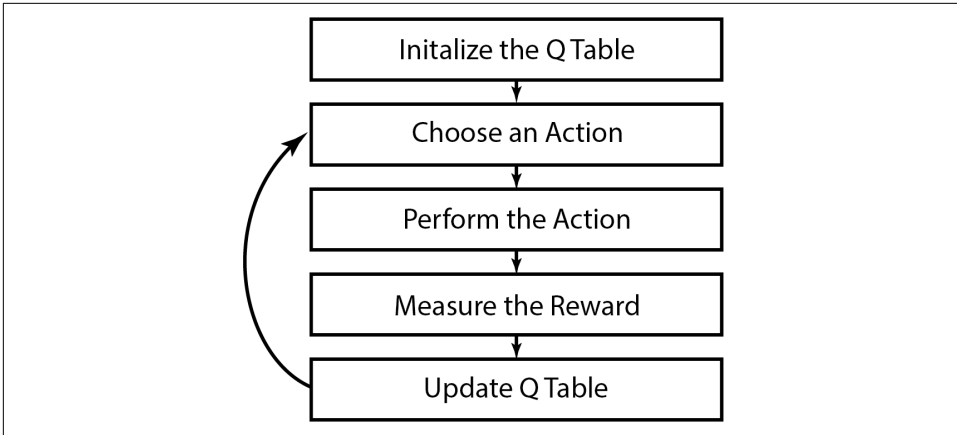 Initalize the Q Table
Choose an Action
Perform the Action
Measure the Reward
Update Q Table